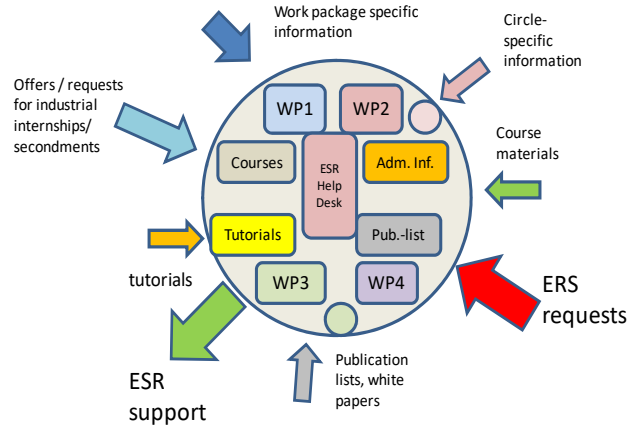 Work package specific
information
Circle-
specific
information
Offers / requests
for industrial
internships/
secondments
WP1
WP2
Courses
ESR
Help
Desk
Adm. Inf.
Course
materials
Tutorials
Pub.-list
tutorials
WP3
WP4
ERS
requests
ESR
support
Publication
lists, white
papers